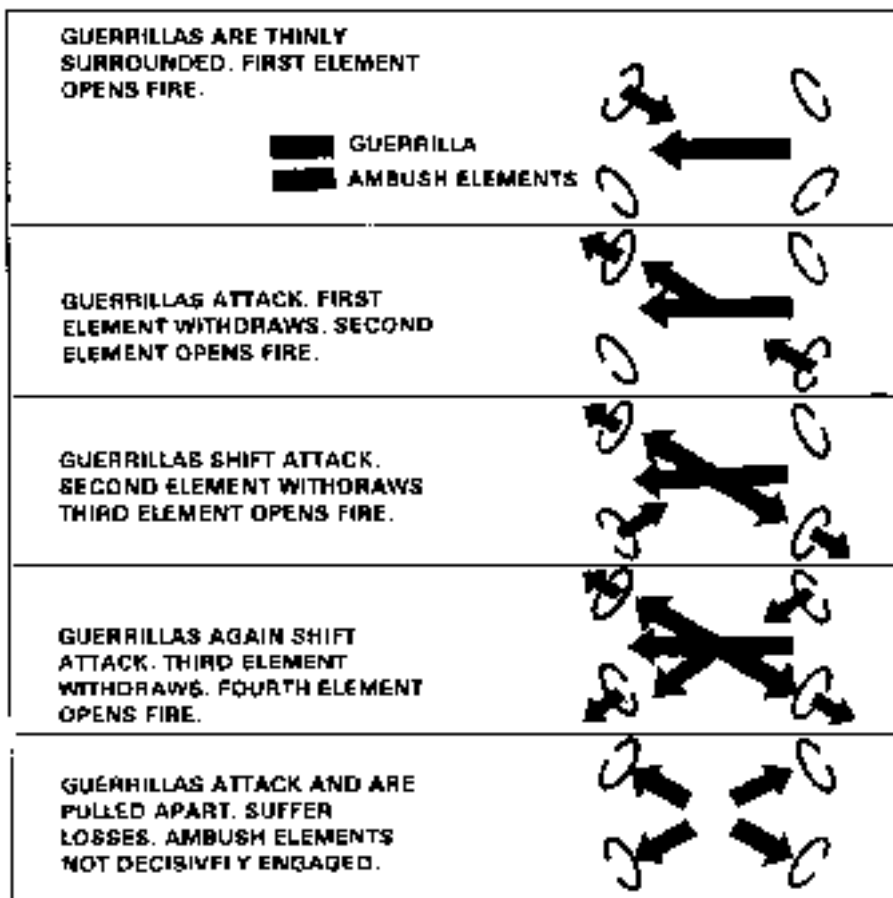 GUERRILLAS ARE THINLY
SURROUNDED. FIRST ELEMENT
OPENS FIRE.
GUERRILLA
AMBUSH ELEMENTS
GUERRILLAS ATTACK. FIRST
ELEMENT WITHDRAWS. SECOND
ELEMENT OPENS FIRE.
GUERRILLAS SHIFT ATTACK.
SECOND ELEMENT WITHDRAWS
THIRD ELEMENT OPENS FIRE.
GUERRILLAS AGAIN SHIFT
ATTACK. THIRD ELEMENT
WITHDRAWS. FOURTH ELEMENT
OPENS FIRE.
GUERRILLAS ATTACK AND ARE
PULLED APART. SUFFER
LOSSES. AMBUSH ELEMENTS
NOT DECISIVELY ENGAGED.